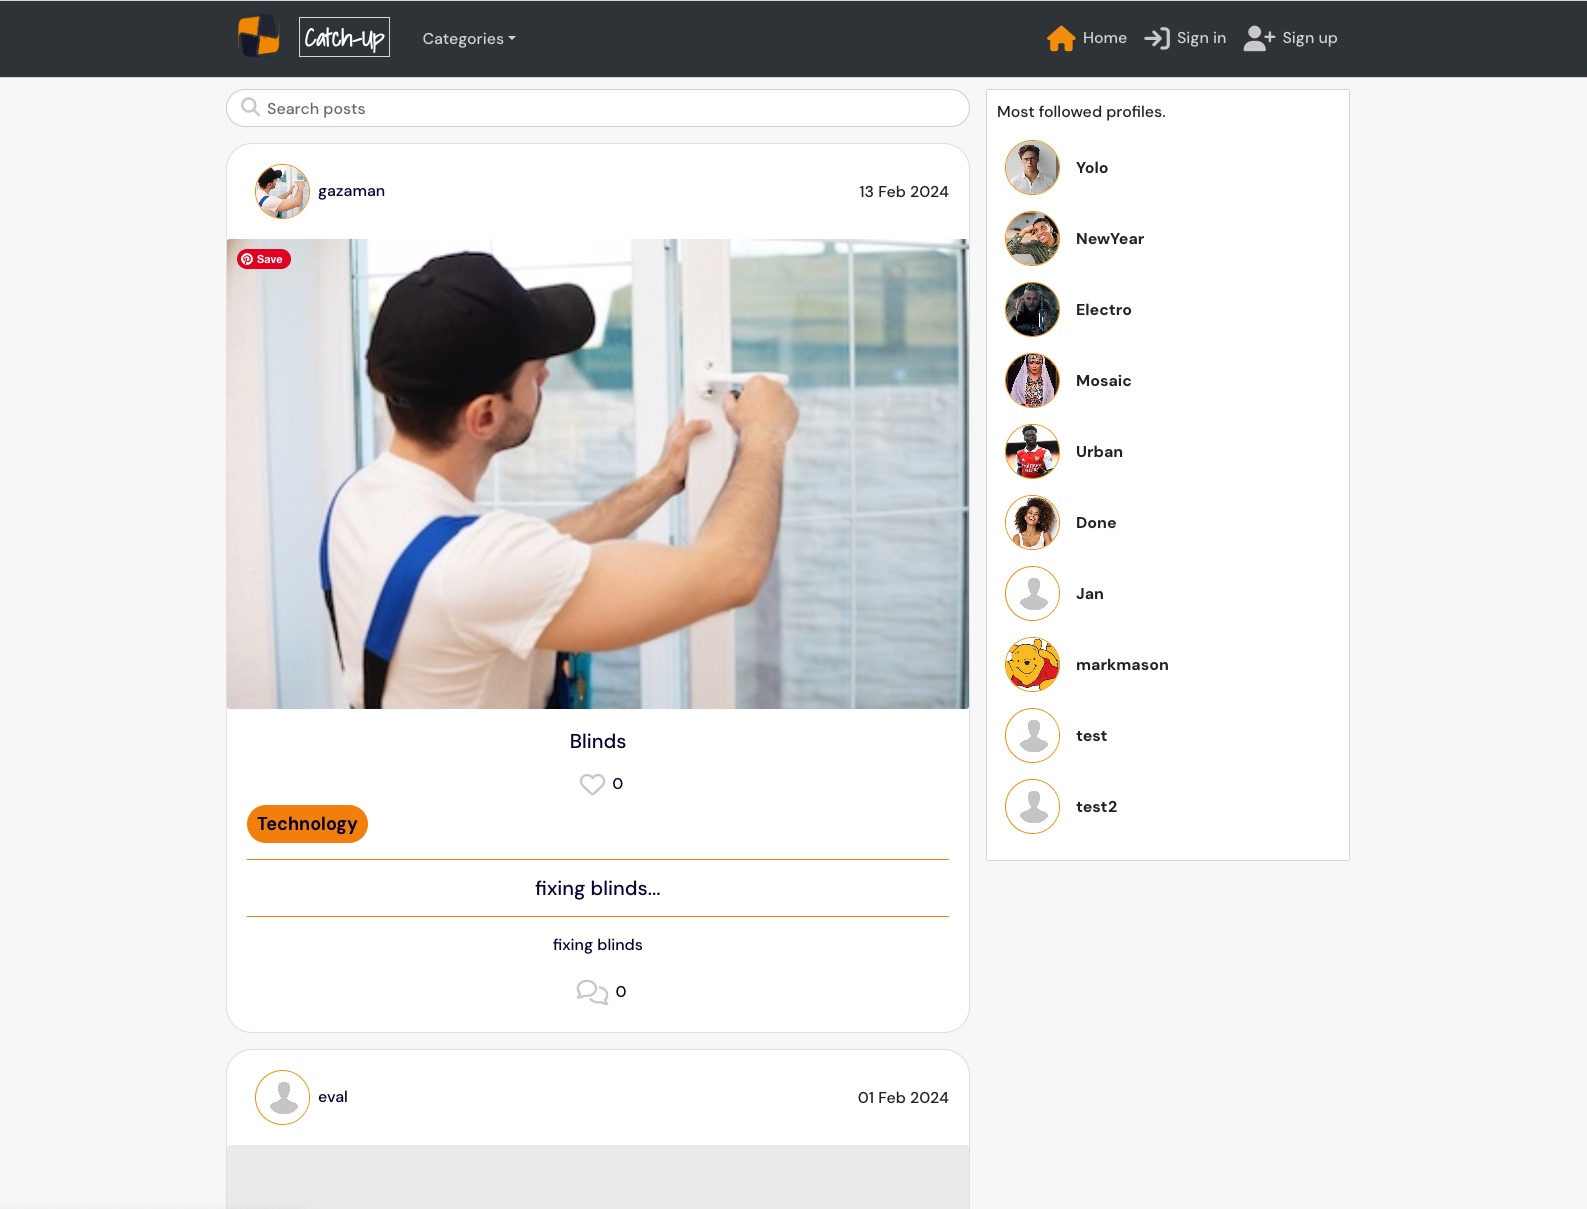 Catch-Up
Categories
Home
Sign in
Sign up
Search posts
gazaman
13 Feb 2024
Save
Blinds
0
Technology
fixing blinds...
fixing blinds
0
eval
01 Feb 2024
Most followed profiles.
Yolo
NewYear
Electro
Mosaic
Urban
Done
Jan
markmason
test
test2